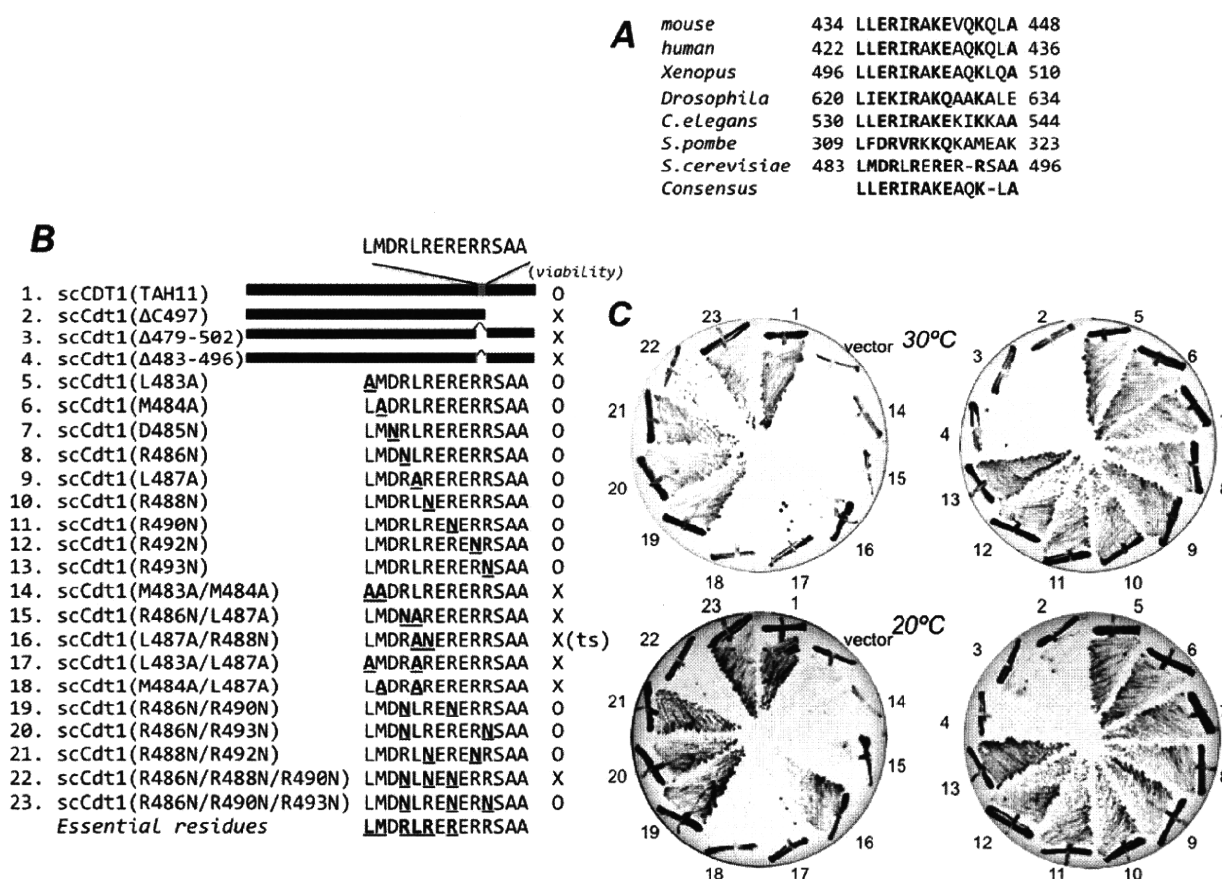 A
mouse 434 LLERIRAKEVQKQLA 448
human 422 LLERIRAKEAQKQLA 436
Xenopus 496 LLERIRAKEAQKLQA 510
Drosophila 620 LIEKIRAKQAAKALE 634
C.elegans 530 LLERIRAKEKIKKAA 544
S.pombe 309 LFDRVRKKQKAMEAK 323
S.cerevisiae 483 LMDRLRERER-RSAA 496
Consensus LLERIRAKEAQK-LA
B
LMDRLRERERRSAA
(viability)
1. scCDT1(TAH11) O
2. scCdt1(ΔC497) X
3. scCdt1(Δ479-502) X
4. scCdt1(Δ483-496) X
5. scCdt1(L483A) AMDRLRERERRSAA O
6. scCdt1(M484A) LADRLRERERRSAA O
7. scCdt1(D485N) LMNRLRERERRSAA O
8. scCdt1(R486N) LMDNLRERERRSAA O
9. scCdt1(L487A) LMDRARERERRSAA O
10. scCdt1(R488N) LMDRLNERERRSAA O
11. scCdt1(R490N) LMDRLRENERRSAA O
12. scCdt1(R492N) LMDRLRERENRSAA O
13. scCdt1(R493N) LMDRLRERERNSAA O
14. scCdt1(M483A/M484A) AADRLRERERRSAA X
15. scCdt1(R486N/L487A) LMDNARERERRSAA X
16. scCdt1(L487A/R488N) LMDRANERERRSAA X(ts)
17. scCdt1(L483A/L487A) AMDRARERERRSAA X
18. scCdt1(M484A/L487A) LADRARERERRSAA X
19. scCdt1(R486N/R490N) LMDNLRENERRSAA O
20. scCdt1(R486N/R493N) LMDNLRERERNSAA O
21. scCdt1(R488N/R492N) LMDRLNERENRSAA O
22. scCdt1(R486N/R488N/R490N) LMDNLNENERRSAA X
23. scCdt1(R486N/R490N/R493N) LMDNLRENERNSAA O
Essential residues LMDRLRERERRSAA
C
30ºC
23 1 vector 14 15 16 17 18 19 20 21 22
2 5 6 7 8 9 10 11 12 13 4 3
20ºC
23 1 vector 14 15 16 17 18 19 20 21 22
2 5 6 7 8 9 10 11 12 13 4 3